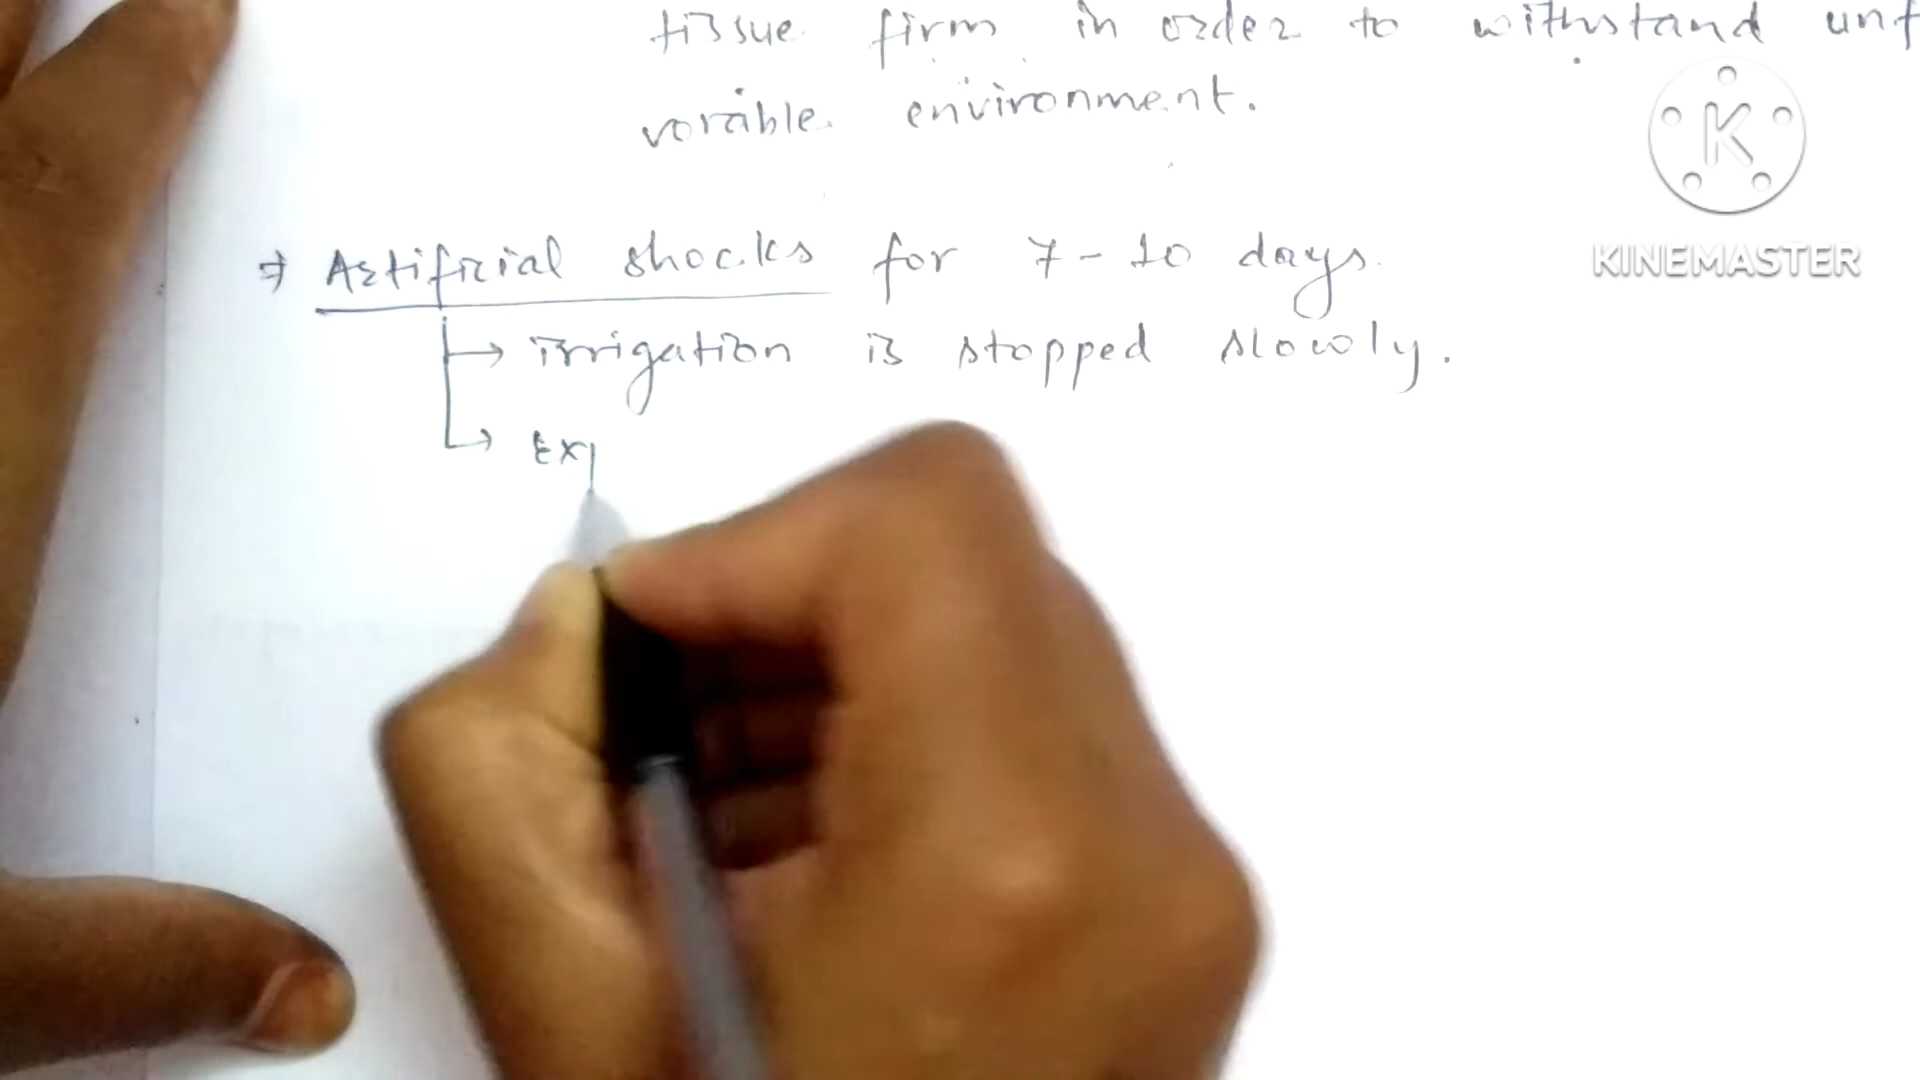 tissue firm in order to withstand unf
vorable environment.
K
KINEMASTER
⇒ Artificial shocks for 7-10 days.
→ irrigation is stopped slowly.
→ Exp